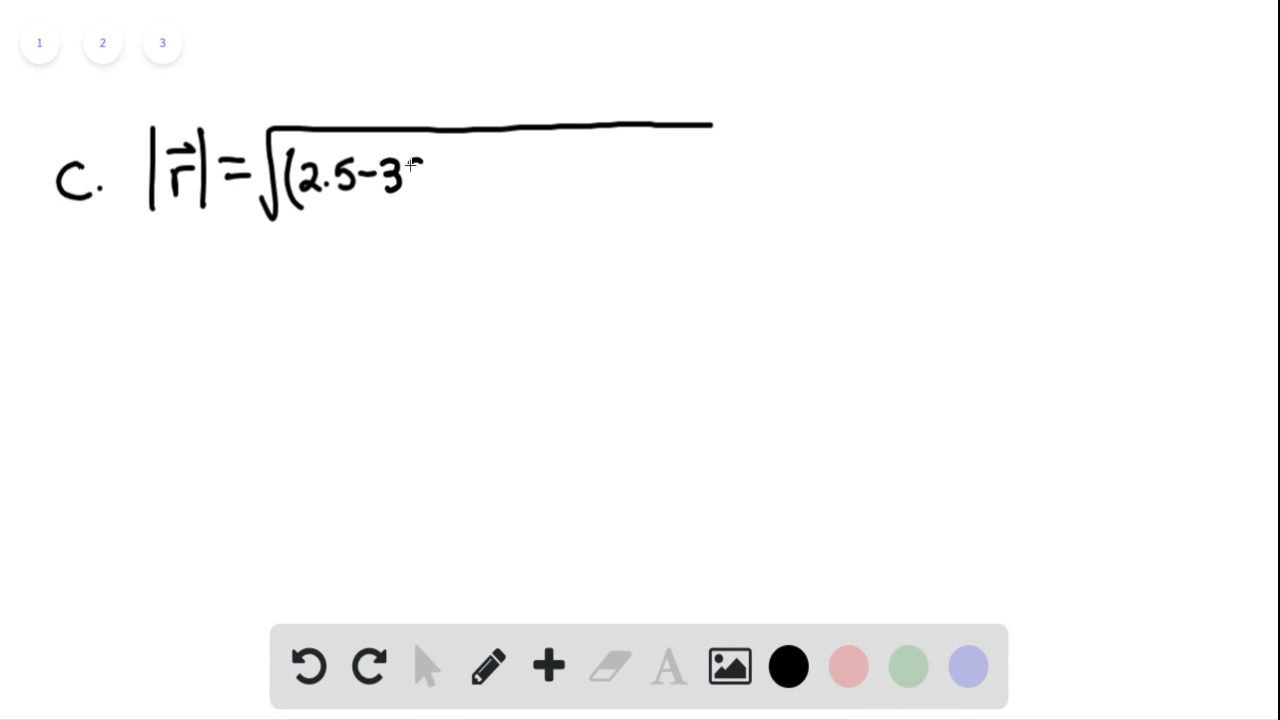 1 2 3
C. |r⃗| = √(2.5-3
A